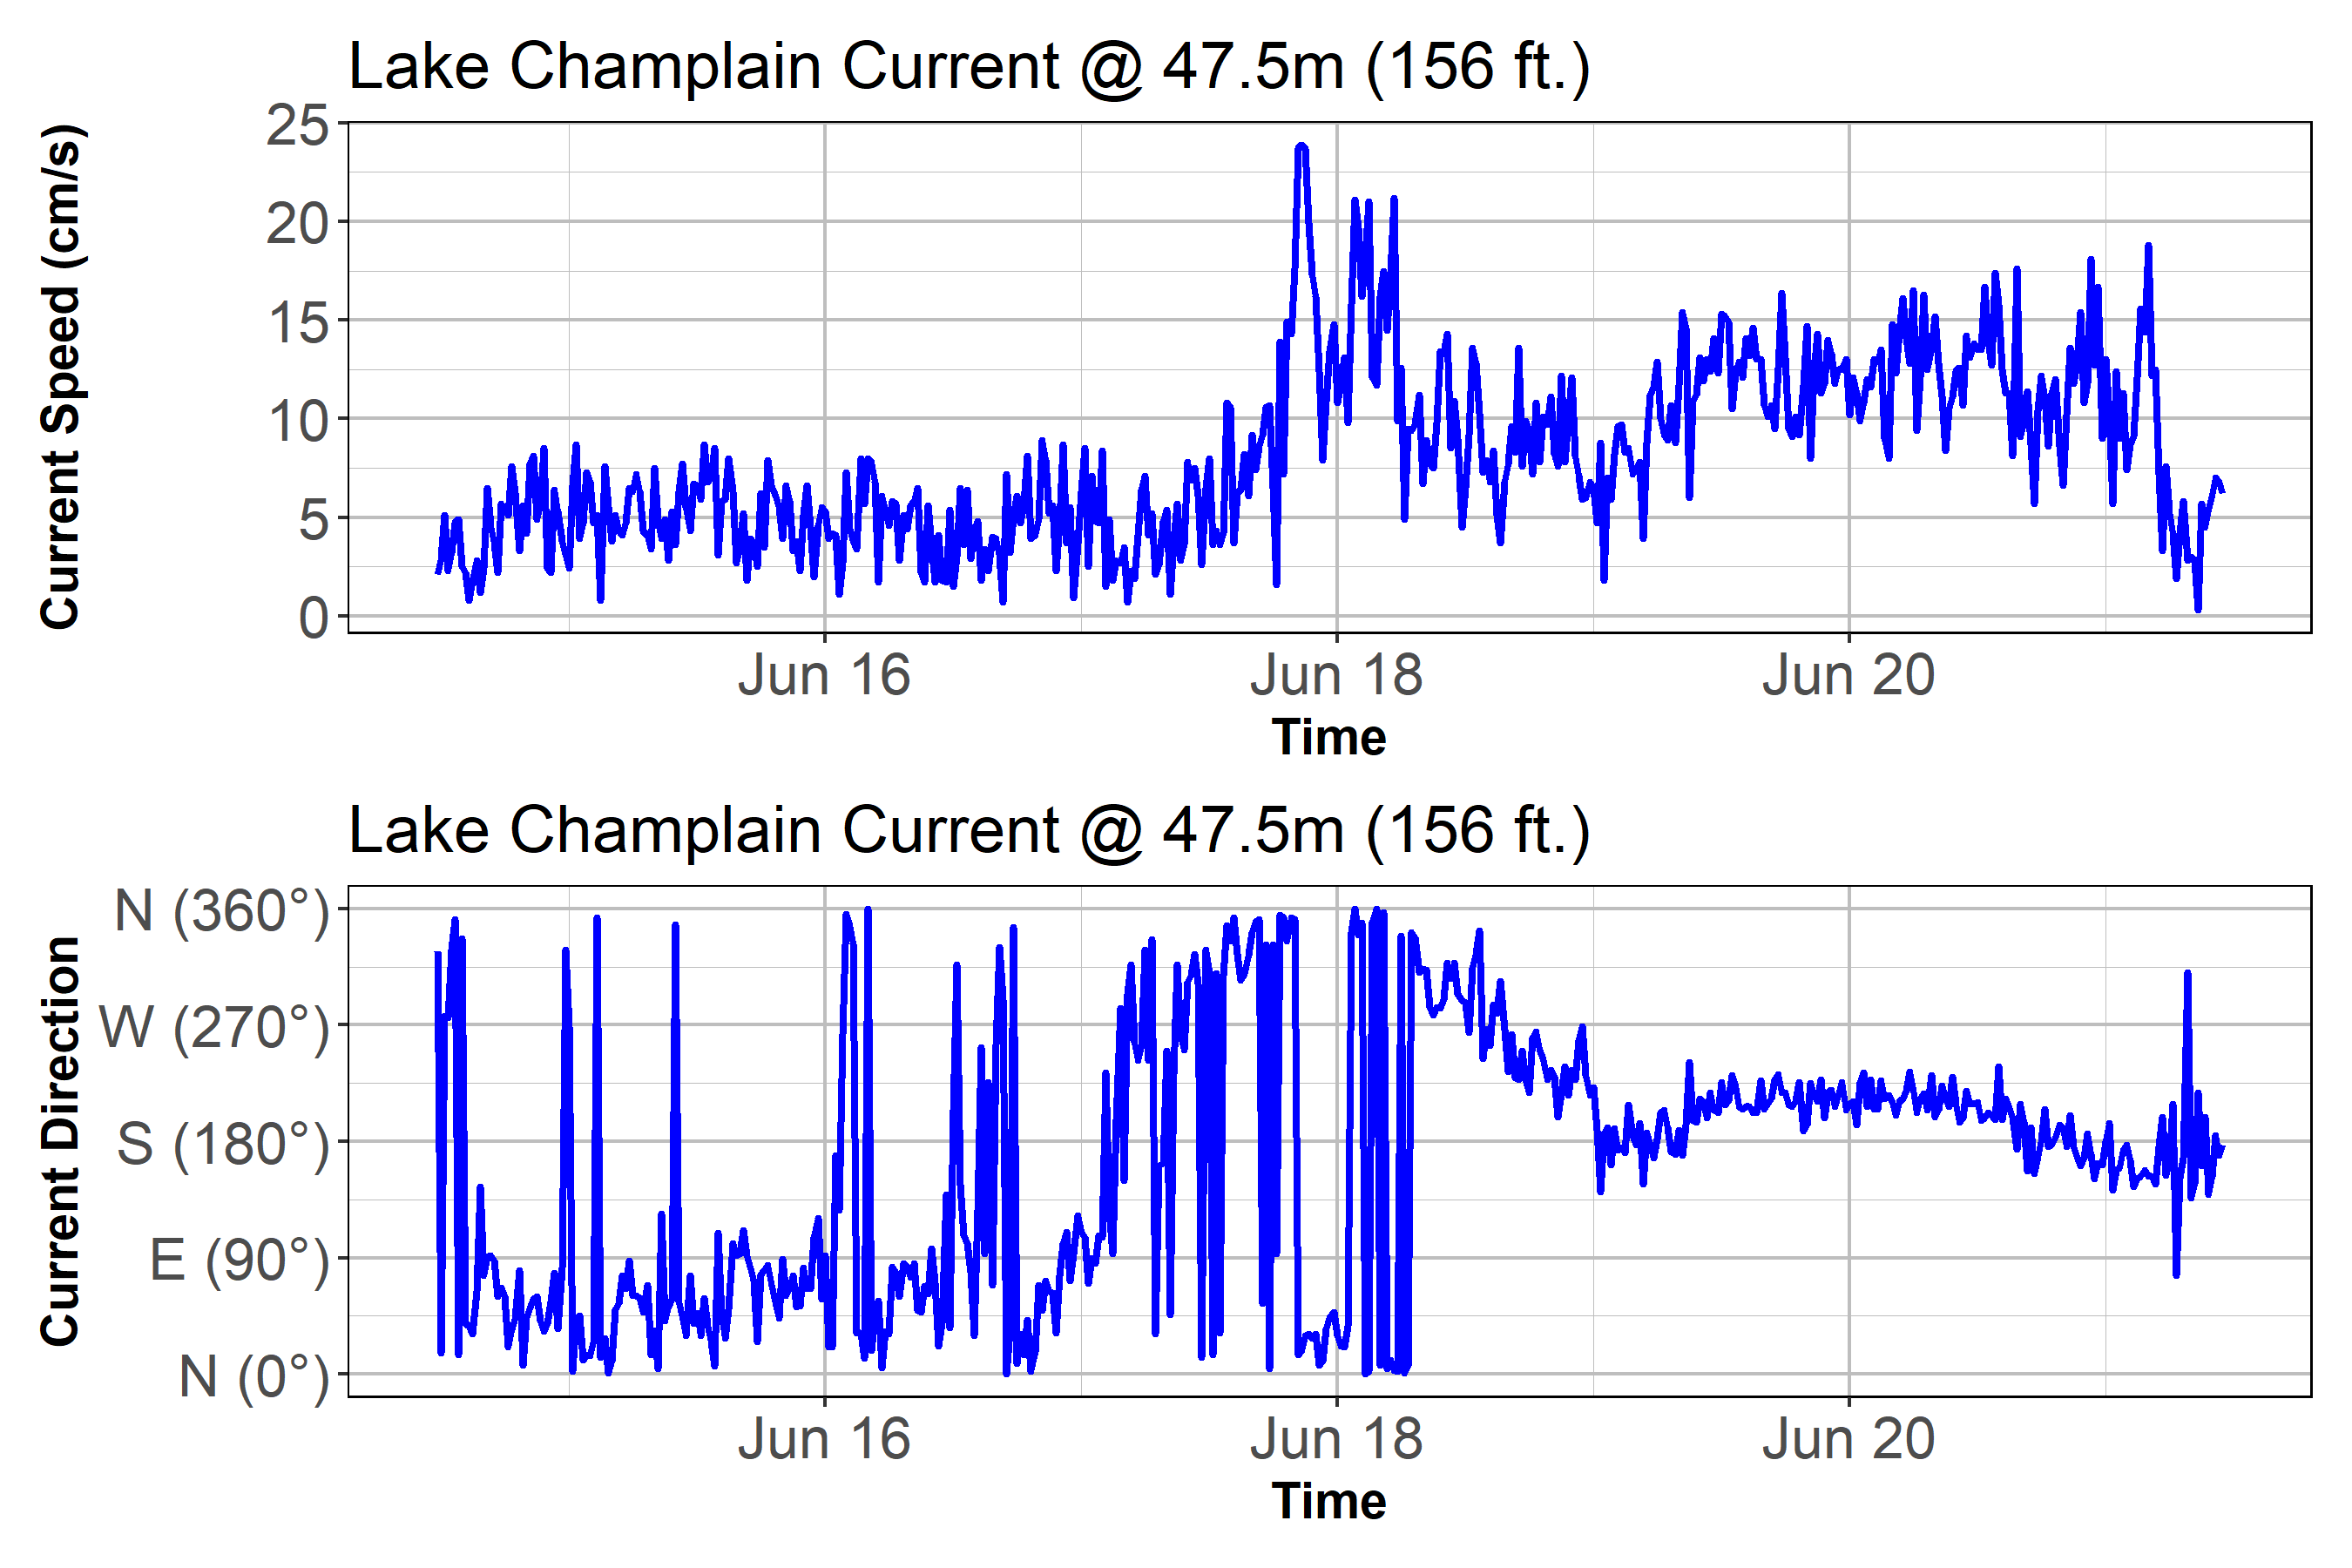 Lake Champlain Current @ 47.5m (156 ft.)
Current Speed (cm/s)
25
20
15
10
5
0
Jun 16 Jun 18 Jun 20
Time
Lake Champlain Current @ 47.5m (156 ft.)
Current Direction
N (360°)
W (270°)
S (180°)
E (90°)
N (0°)
Jun 16 Jun 18 Jun 20
Time